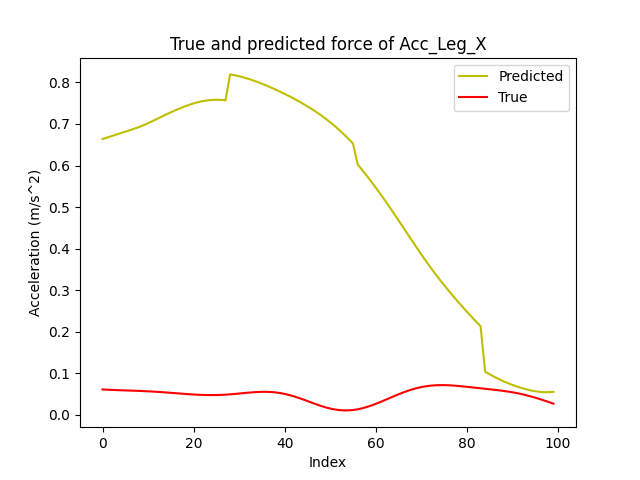 True and predicted force of Acc_Leg_X
Predicted
True
Acceleration (m/s^2)
0.8
0.7
0.6
0.5
0.4
0.3
0.2
0.1
0.0
0 20 40 60 80 100
Index